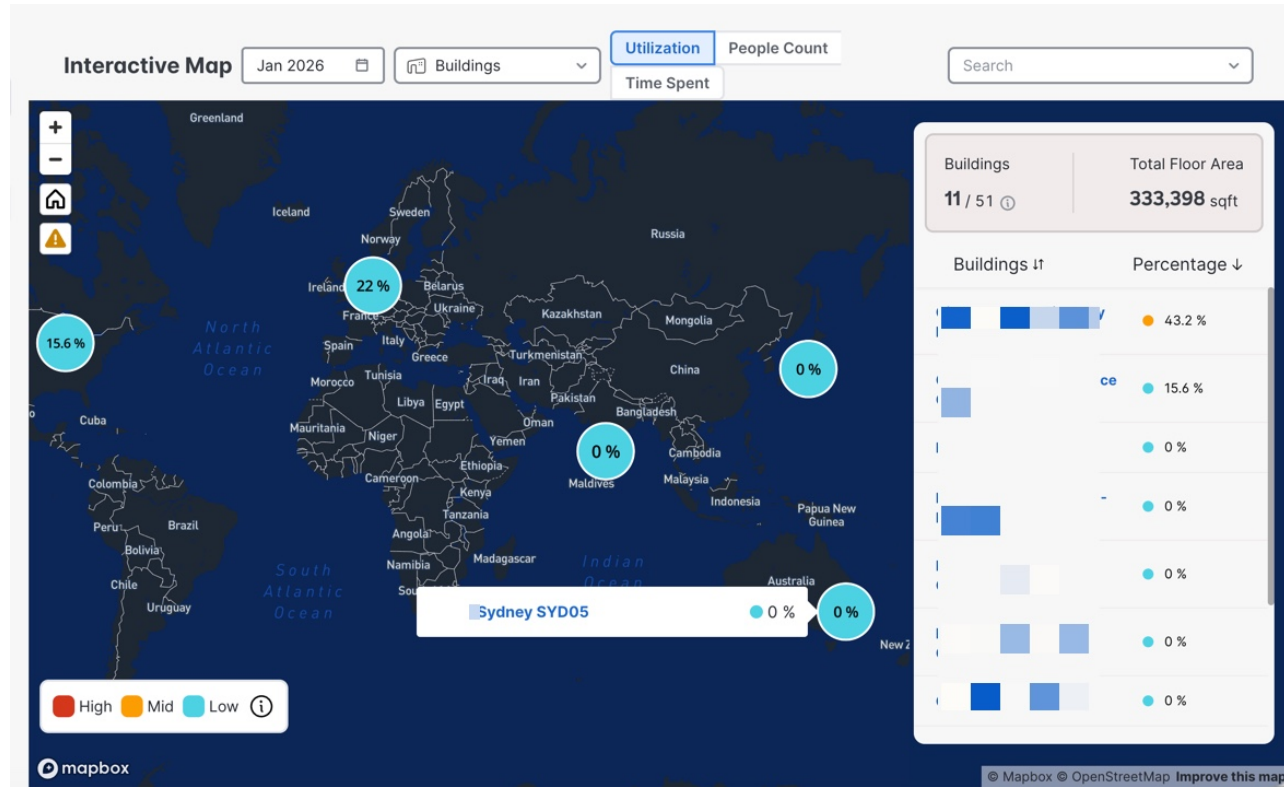 Interactive Map
Jan 2026
Buildings
Utilization
People Count
Time Spent
Search
+
−
Greenland
Iceland
Sweden
Norway
Russia
Ireland
22 %
Belarus
France
Ukraine
Kazakhstan
Mongolia
North
Atlantic
Ocean
15.6 %
Spain
Italy
Greece
Turkmenistan
China
0 %
Morocco
Tunisia
Iraq
Iran
Pakistan
Libya
Egypt
Bangladesh
Cuba
Oman
Mauritania
Niger
Yemen
0 %
Cambodia
Ethiopia
Cameroon
Maldives
Malaysia
Colombia
Kenya
Indonesia
Tanzania
Papua New
Guinea
Peru
Brazil
Angola
Bolivia
Namibia
Madagascar
Indian
Ocean
South
Atlantic
Ocean
Chile
Australia
Uruguay
Sydney SYD05
0 %
0 %
High
Mid
Low
mapbox
Buildings
11 / 51
Total Floor Area
333,398 sqft
Buildings ↓↑
Percentage ↓
43.2 %
ce
15.6 %
0 %
-
0 %
0 %
0 %
0 %
© Mapbox © OpenStreetMap Improve this map